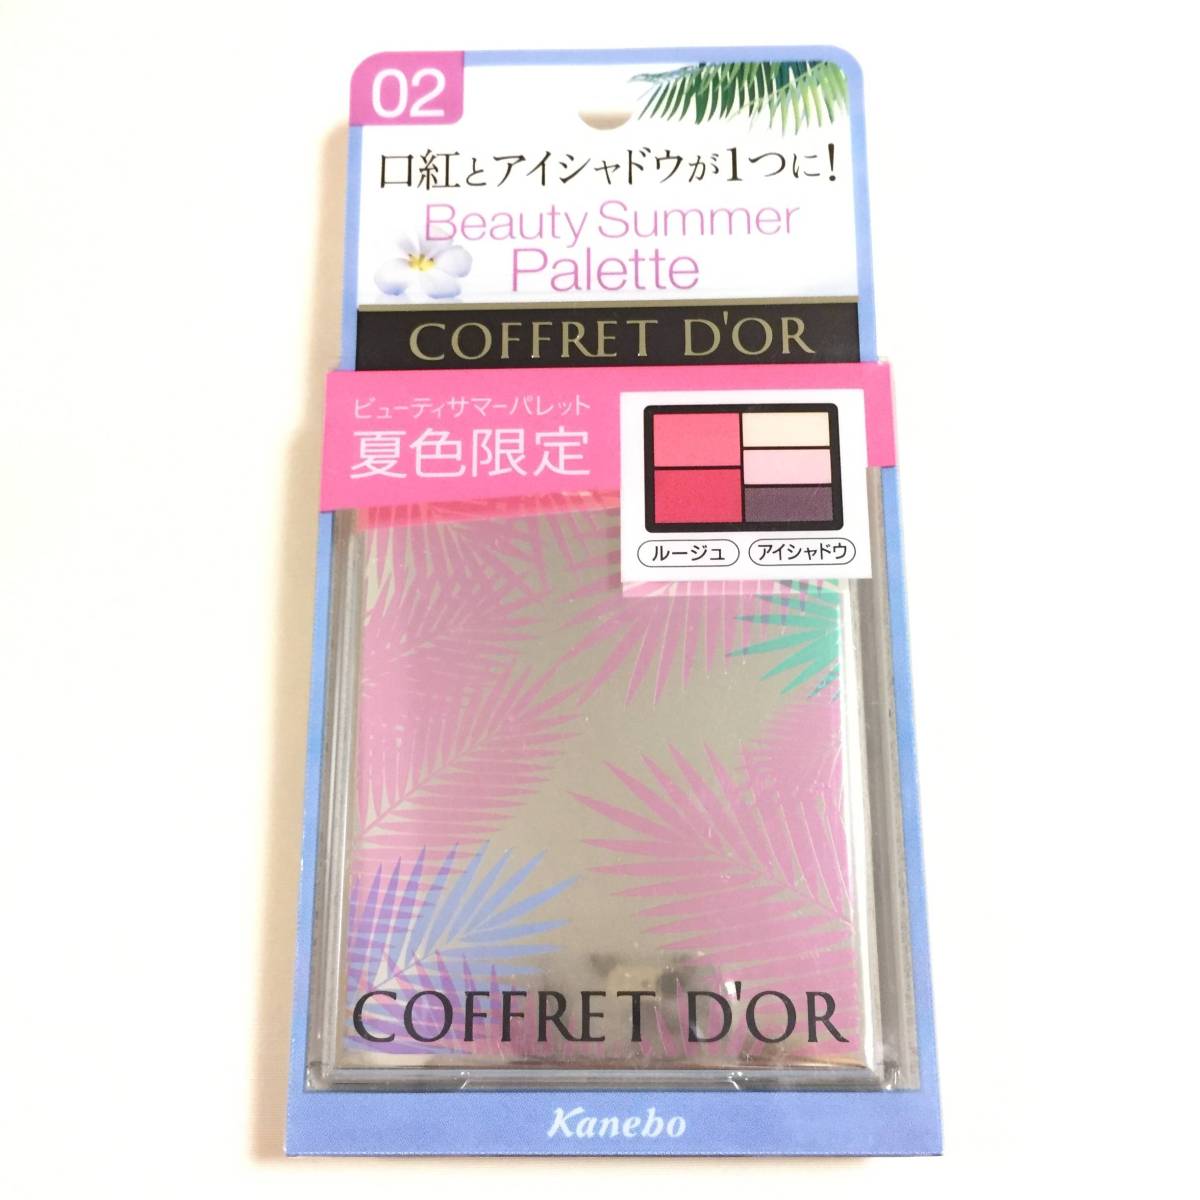 02
口紅とアイシャドウが1つに!
Beauty Summer
Palette
COFFRET D'OR
ビューティサマーパレット
夏色限定
ルージュ アイシャドウ
COFFRET D'OR
Kanebo